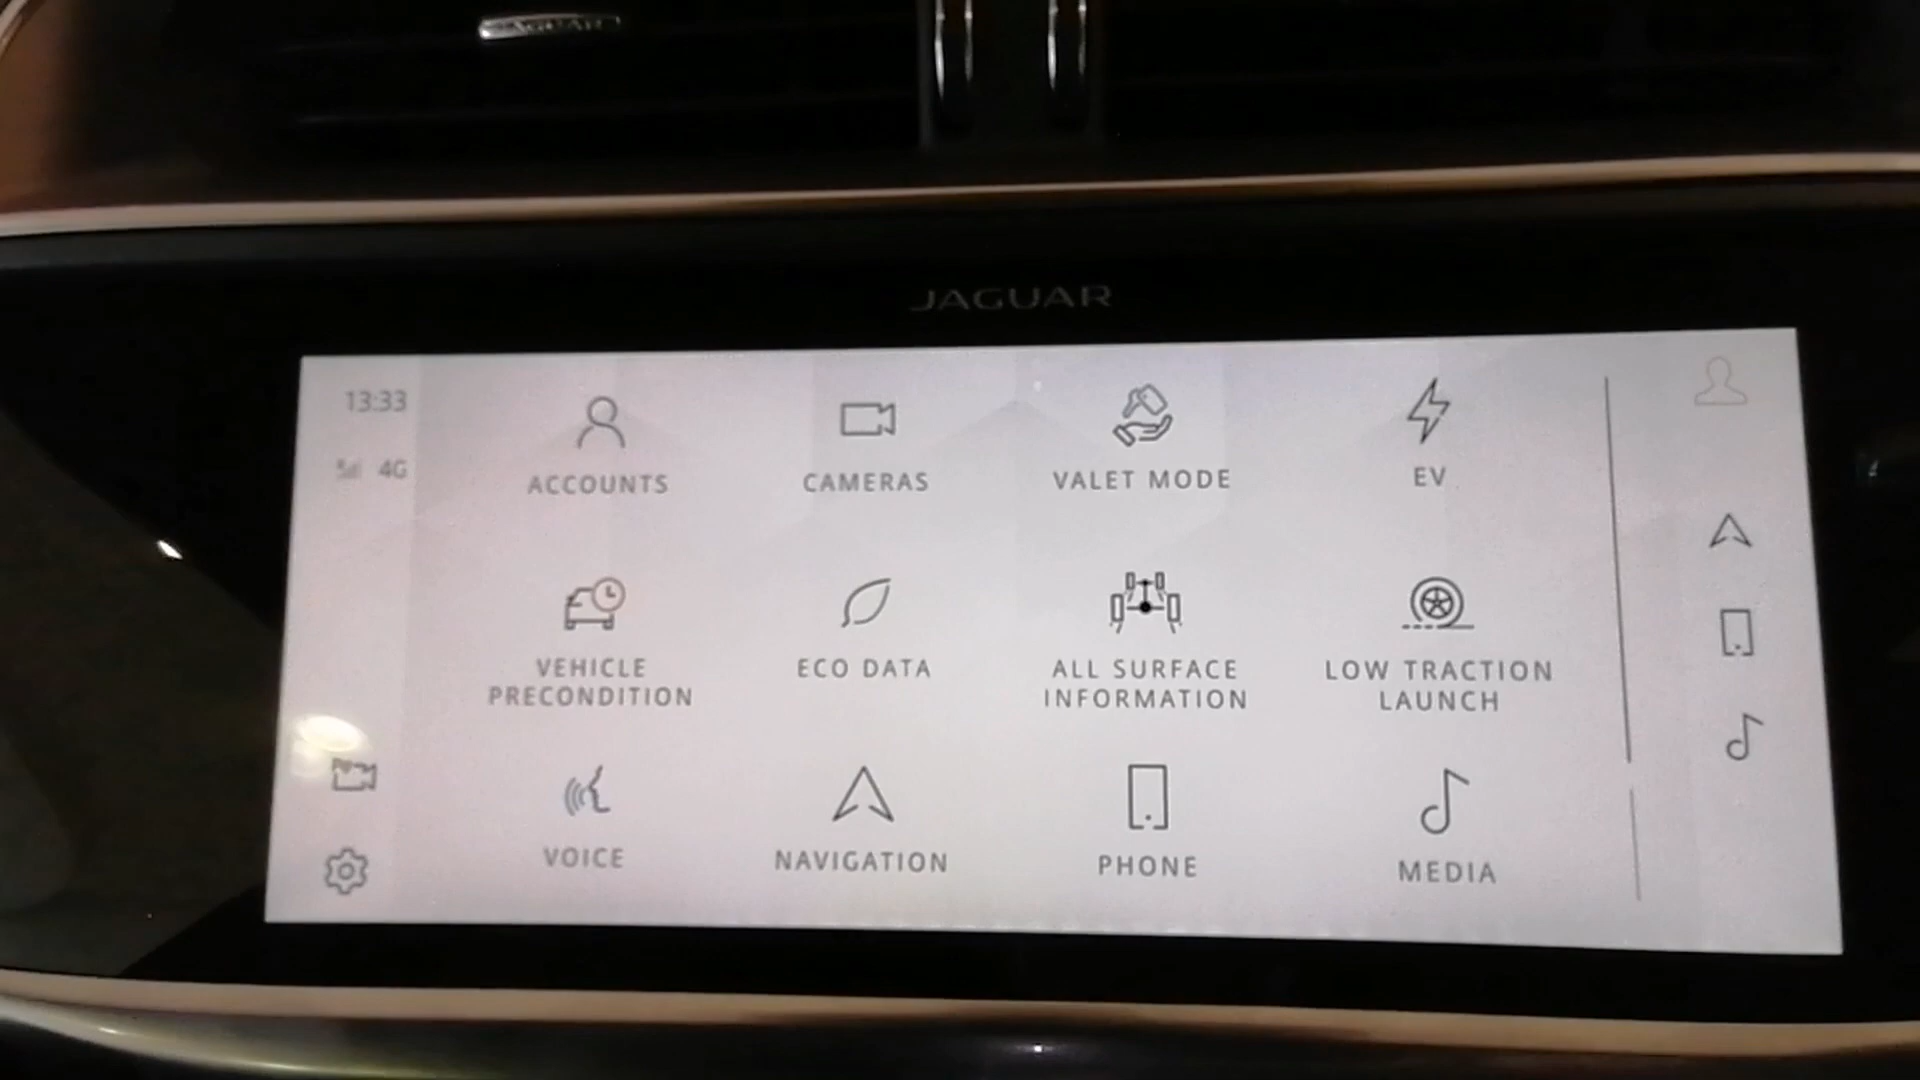 JAGUAR
JAGUAR
13:33
4G
ACCOUNTS
CAMERAS
VALET MODE
EV
VEHICLE
PRECONDITION
ECO DATA
ALL SURFACE
INFORMATION
LOW TRACTION
LAUNCH
VOICE
NAVIGATION
PHONE
MEDIA